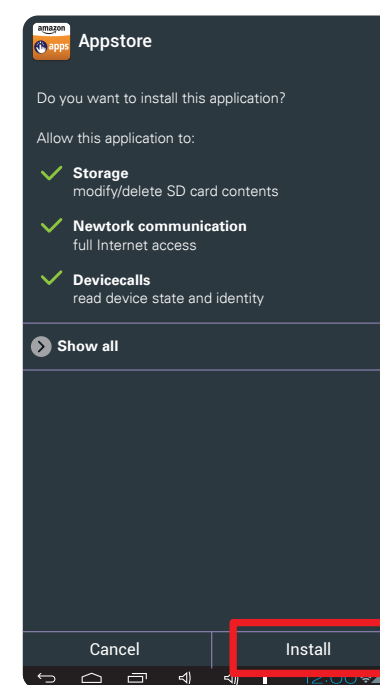 amazon
apps
Appstore
Do you want to install this application?
Allow this application to:
Storage
modify/delete SD card contents
Newtork communication
full Internet access
Devicecalls
read device state and identity
Show all
Cancel
Install